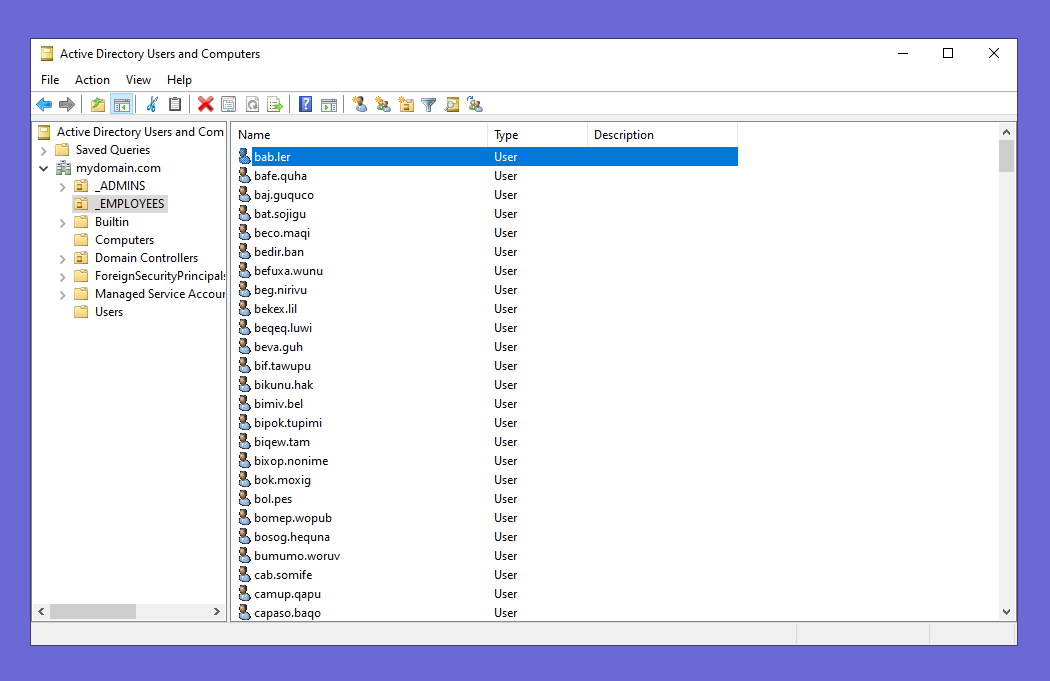 Active Directory Users and Computers
File Action View Help
Active Directory Users and Com
Saved Queries
mydomain.com
_ADMINS
_EMPLOYEES
Builtin
Computers
Domain Controllers
ForeignSecurityPrincipals
Managed Service Accour
Users
Name Type Description
bab.ler User
bafe.quha User
baj.guquco User
bat.sojigu User
beco.maqi User
bedir.ban User
befuxa.wunu User
beg.nirivu User
bekex.lil User
beqeq.luwi User
beva.guh User
bif.tawupu User
bikunu.hak User
bimiv.bel User
bipok.tupimi User
biqew.tam User
bixop.nonime User
bok.moxig User
bol.pes User
bomep.wopub User
bosog.hequna User
bumumo.woruv User
cab.somife User
camup.qapu User
capaso.baqo User